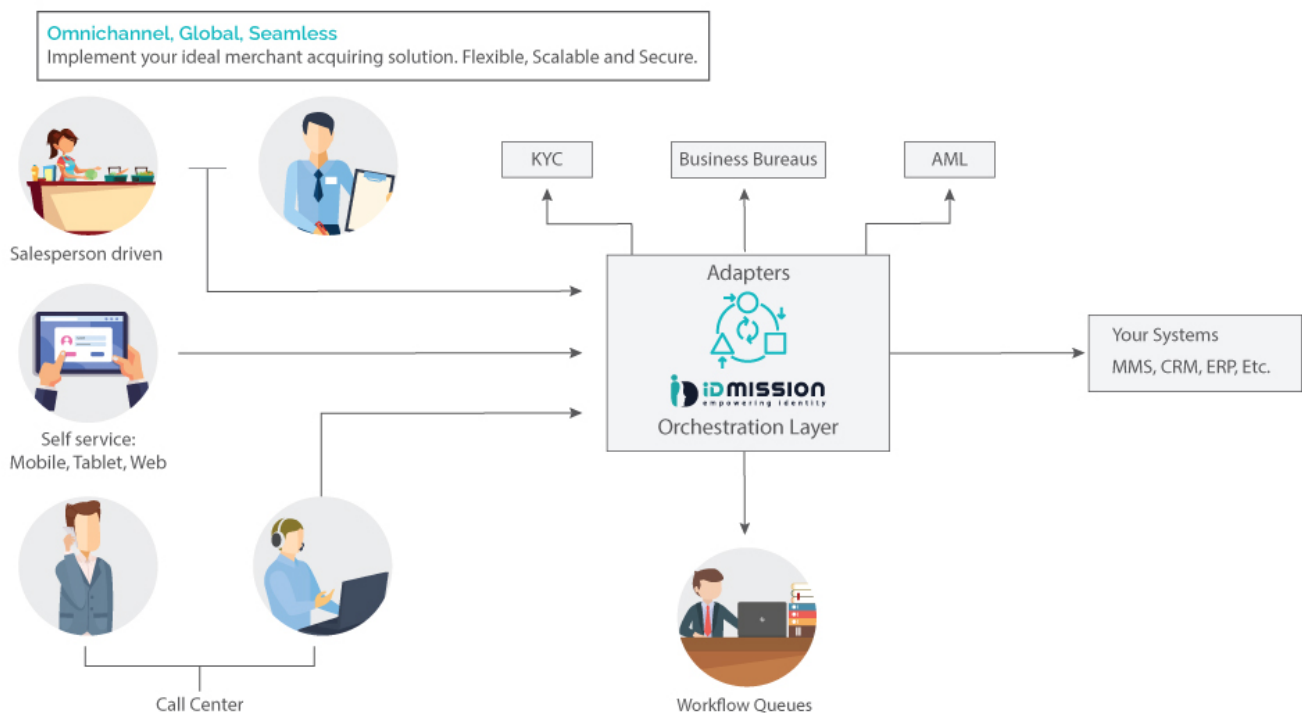 Omnichannel, Global, Seamless
Implement your ideal merchant acquiring solution. Flexible, Scalable and Secure.
KYC
Business Bureaus
AML
Salesperson driven
Adapters
iDMISSION
empowering identity
Orchestration Layer
Your Systems
MMS, CRM, ERP, Etc.
Self service:
Mobile, Tablet, Web
Call Center
Workflow Queues